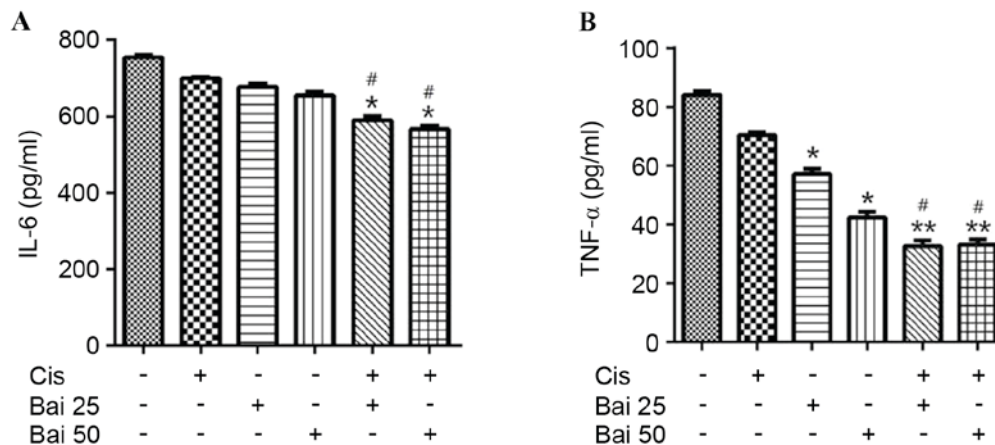 A
IL-6 (pg/ml)
800
600
400
200
0
#
*
#
*
Cis - + - - + +
Bai 25 - - + - + -
Bai 50 - - - + - +
B
TNF-α (pg/ml)
100
80
60
40
20
0
*
*
#
**
#
**
Cis - + - - + +
Bai 25 - - + - + -
Bai 50 - - - + - +